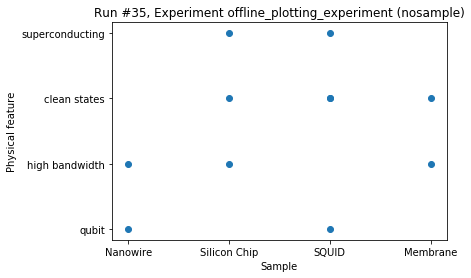 Run #35, Experiment offline_plotting_experiment (nosample)
superconducting
clean states
high bandwidth
qubit
Physical feature
Nanowire Silicon Chip SQUID Membrane
Sample